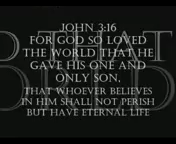 JOHN 3:16
FOR GOD SO LOVED
THE WORLD THAT HE
GAVE HIS ONE AND
ONLY SON,
THAT WHOEVER BELIEVES
IN HIM SHALL NOT PERISH
BUT HAVE ETERNAL LIFE